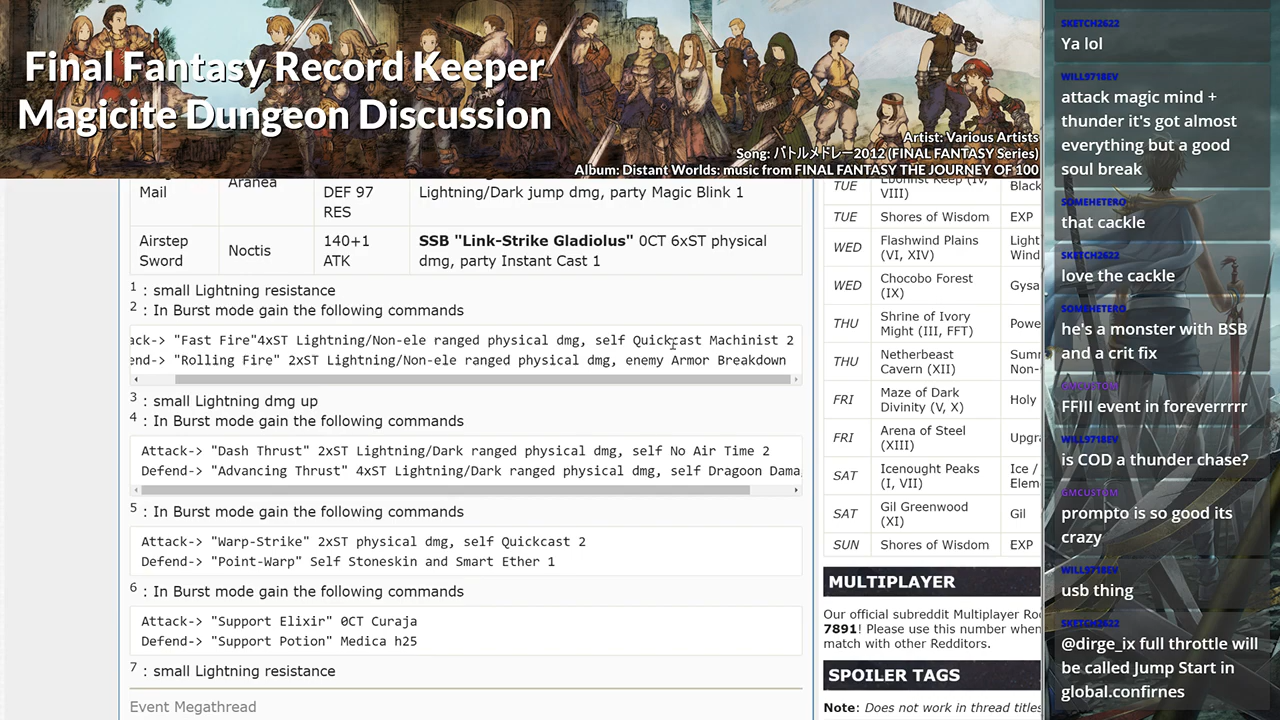 Final Fantasy Record Keeper
Magicite Dungeon Discussion
Artist: Various Artists
Song: バトルメドレー2012 (FINAL FANTASY Series)
Album: Distant Worlds: music from FINAL FANTASY THE JOURNEY OF 100
Mail
Aranea
DEF 97
RES
Lightning/Dark jump dmg, party Magic Blink 1
Airstep
Sword
Noctis
140+1
ATK
SSB "Link-Strike Gladiolus" 0CT 6xST physical
dmg, party Instant Cast 1
1 : small Lightning resistance
2 : In Burst mode gain the following commands
ack-> "Fast Fire"4xST Lightning/Non-ele ranged physical dmg, self Quickcast Machinist 2
end-> "Rolling Fire" 2xST Lightning/Non-ele ranged physical dmg, enemy Armor Breakdown
3 : small Lightning dmg up
4 : In Burst mode gain the following commands
Attack-> "Dash Thrust" 2xST Lightning/Dark ranged physical dmg, self No Air Time 2
Defend-> "Advancing Thrust" 4xST Lightning/Dark ranged physical dmg, self Dragoon Dama
5 : In Burst mode gain the following commands
Attack-> "Warp-Strike" 2xST physical dmg, self Quickcast 2
Defend-> "Point-Warp" Self Stoneskin and Smart Ether 1
6 : In Burst mode gain the following commands
Attack-> "Support Elixir" 0CT Curaja
Defend-> "Support Potion" Medica h25
7 : small Lightning resistance
Event Megathread
TUE
Ebonist Keep (IV,
VIII)
Black
TUE
Shores of Wisdom
EXP
WED
Flashwind Plains
(VI, XIV)
Light
Wind
WED
Chocobo Forest
(IX)
Gysa
THU
Shrine of Ivory
Might (III, FFT)
Powe
THU
Netherbeast
Cavern (XII)
Sum
Non-
FRI
Maze of Dark
Divinity (V, X)
Holy
FRI
Arena of Steel
(XIII)
Upgra
SAT
Icenought Peaks
(I, VII)
Ice /
Elem
SAT
Gil Greenwood
(XI)
Gil
SUN
Shores of Wisdom
EXP
MULTIPLAYER
Our official subreddit Multiplayer Roo
7891! Please use this number when
match with other Redditors.
SPOILER TAGS
Note: Does not work in thread titles
SKETCH2622
Ya lol
WILL9718EV
attack magic mind +
thunder it's got almost
everything but a good
soul break
SOMEHETERO
that cackle
SKETCH2622
love the cackle
SOMEHETERO
he's a monster with BSB
and a crit fix
GMCUSTOM
FFIII event in foreverrrrr
WILL9718EV
is COD a thunder chase?
GMCUSTOM
prompto is so good its
crazy
WILL9718EV
usb thing
SKETCH2622
@dirge_ix full throttle will
be called Jump Start in
global.confirnes